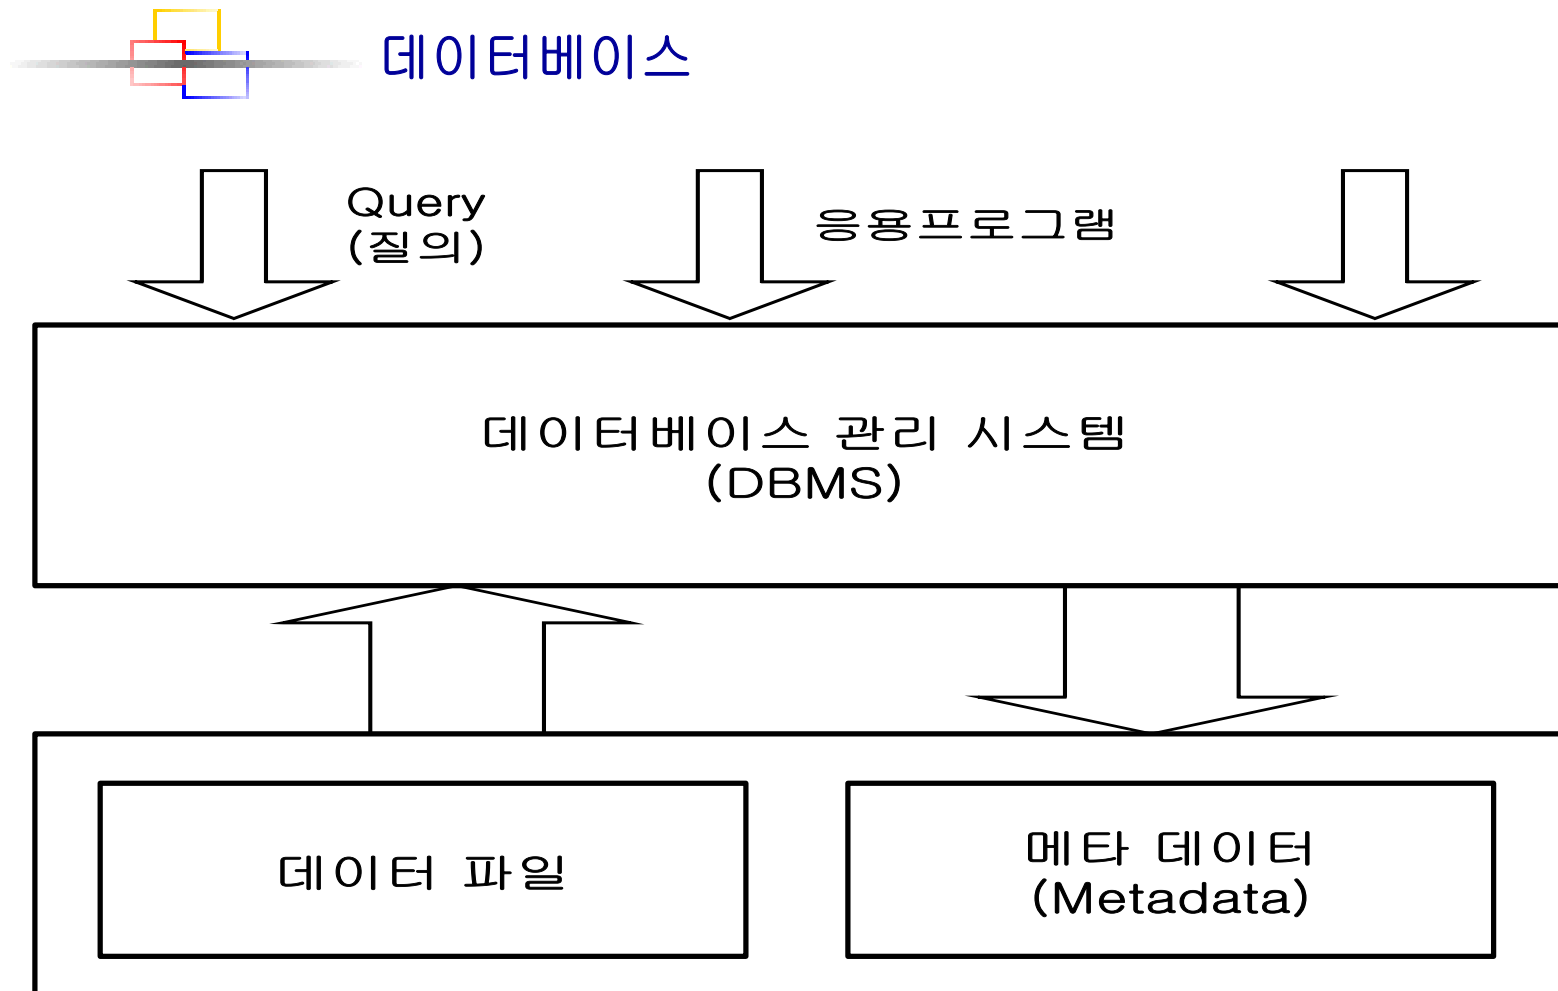 데이터베이스
Query
(질의)
응용프로그램
데이터베이스 관리 시스템
(DBMS)
데이터 파일
메타 데이터
(Metadata)